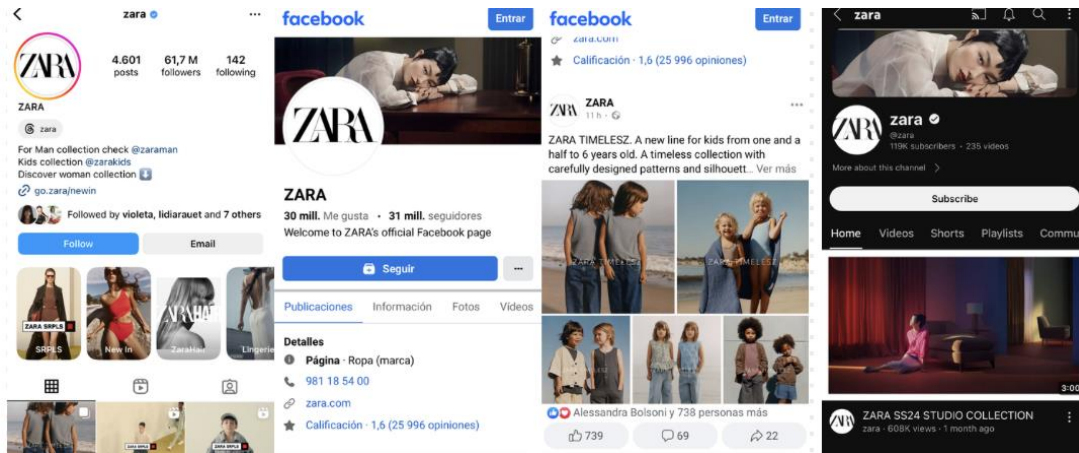 zara
ZARA
4.601
posts
61,7 M
followers
142
following
ZARA
zara
For Man collection check @zaraman
Kids collection @zarakids
Discover woman collection
go.zara/newin
Followed by violeta, lidiarauet and 7 others
Follow
Email
ZARA SRPLS
SRPLS
New In
ZARA HAIR
ZaraHair
Lingerie
facebook
Entrar
ZARA
ZARA
30 mill. Me gusta • 31 mill. seguidores
Welcome to ZARA's official Facebook page
Seguir
Publicaciones
Información
Fotos
Vídeos
Detalles
Página · Ropa (marca)
981 18 54 00
zara.com
Calificación · 1,6 (25 996 opiniones)
facebook
Entrar
zara.com
Calificación · 1,6 (25 996 opiniones)
ZARA
ZARA
11 h ·
ZARA TIMELESZ. A new line for kids from one and a
half to 6 years old. A timeless collection with
carefully designed patterns and silhouett... Ver más
ZARA TIMELESZ
ZARA TIMELESZ
Alessandra Bolsoni y 738 personas más
739
69
22
zara
ZARA
zara
@zara
119K subscribers • 235 videos
More about this channel
Subscribe
Home
Videos
Shorts
Playlists
Commu
3:00
ZARA
ZARA SS24 STUDIO COLLECTION
zara · 608K views · 1 month ago